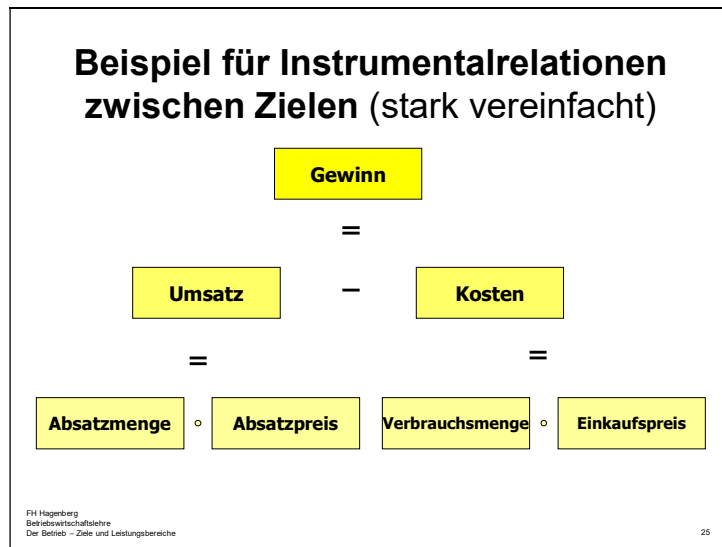 Beispiel für Instrumentalrelationen
zwischen Zielen (stark vereinfacht)
Gewinn
=
Umsatz – Kosten
= =
Absatzmenge ∘ Absatzpreis Verbrauchsmenge ∘ Einkaufspreis
FH Hagenberg
Betriebswirtschaftslehre
Der Betrieb – Ziele und Leistungsbereiche 25